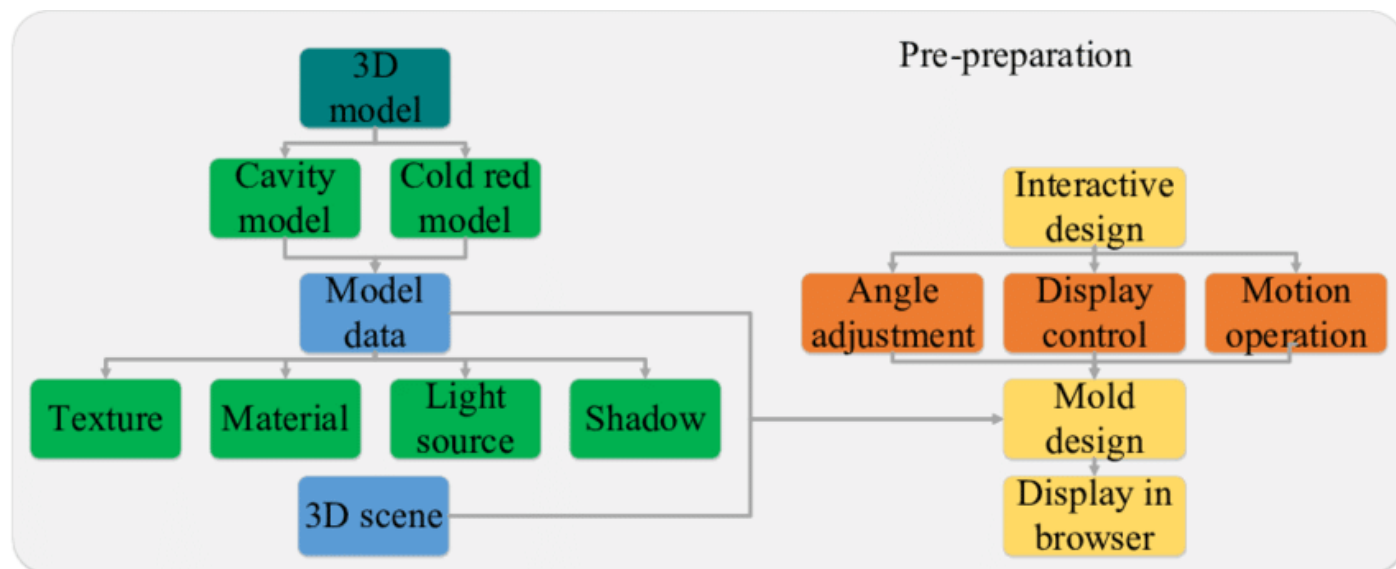 Pre-preparation
3D
model
Cavity
model
Cold red
model
Model
data
Texture
Material
Light
source
Shadow
3D scene
Interactive
design
Angle
adjustment
Display
control
Motion
operation
Mold
design
Display in
browser